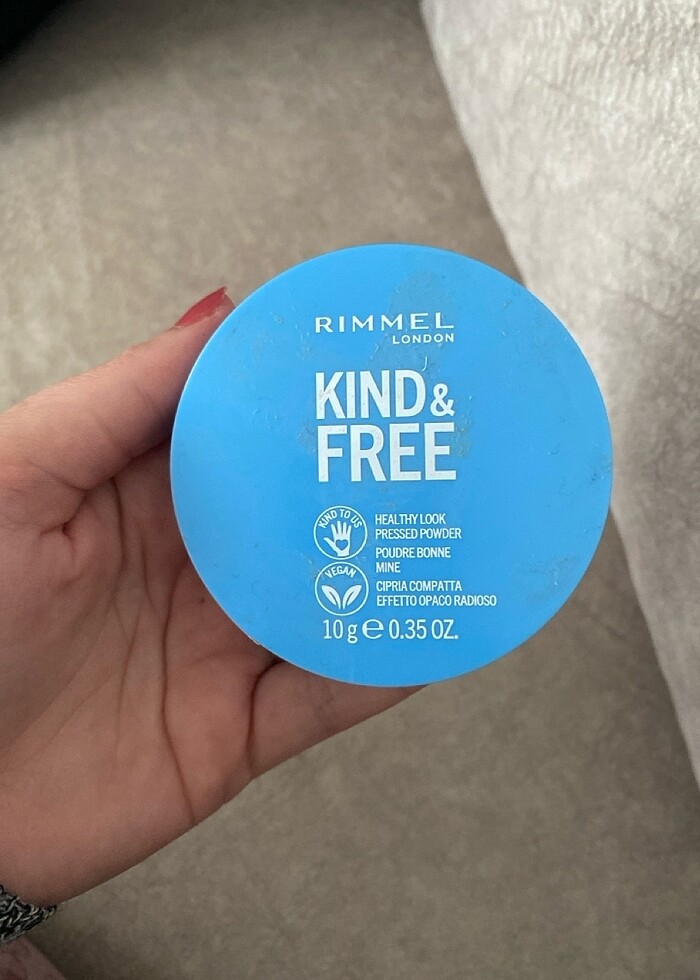 RIMMEL
LONDON
KIND &
FREE
KIND TO US
HEALTHY LOOK
PRESSED POWDER
POUDRE BONNE
MINE
VEGAN
CIPRIA COMPATTA
EFFETTO OPACO RADIOSO
10 g e 0.35 OZ.